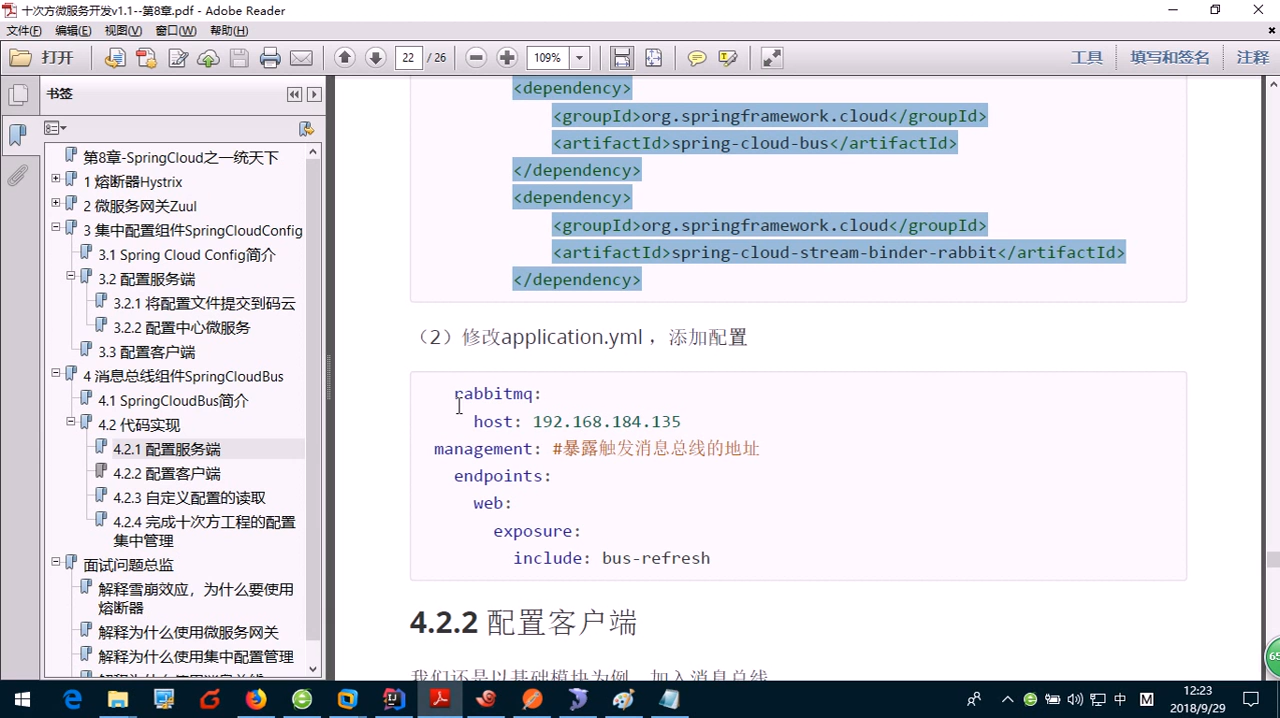 十次方微服务开发v1.1--第8章.pdf - Adobe Reader
文件(F) 编辑(E) 视图(V) 窗口(W) 帮助(H)
打开 22 / 26 109% 工具 填写和签名 注释
书签
第8章-SpringCloud之一统天下
1 熔断器Hystrix
2 微服务网关Zuul
3 集中配置组件SpringCloudConfig
3.1 Spring Cloud Config简介
3.2 配置服务端
3.2.1 将配置文件提交到码云
3.2.2 配置中心微服务
3.3 配置客户端
4 消息总线组件SpringCloudBus
4.1 SpringCloudBus简介
4.2 代码实现
4.2.1 配置服务端
4.2.2 配置客户端
4.2.3 自定义配置的读取
4.2.4 完成十次方工程的配置
集中管理
面试问题总监
解释雪崩效应，为什么要使用
熔断器
解释为什么使用微服务网关
解释为什么使用集中配置管理
<dependency>
<groupId>org.springframework.cloud</groupId>
<artifactId>spring-cloud-bus</artifactId>
</dependency>
<dependency>
<groupId>org.springframework.cloud</groupId>
<artifactId>spring-cloud-stream-binder-rabbit</artifactId>
</dependency>
（2）修改application.yml ，添加配置
rabbitmq:
host: 192.168.184.135
management: #暴露触发消息总线的地址
endpoints:
web:
exposure:
include: bus-refresh
4.2.2 配置客户端
我们还是以基础模块为例，加入消息总线
65
中 M
12:23
2018/9/29